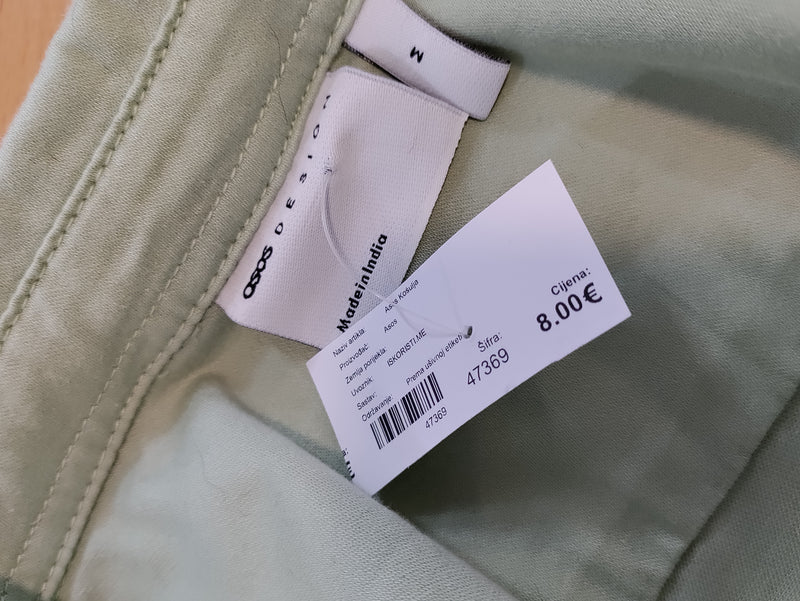 M
asos DESIGN
Made in India
Naziv artikla Asos Košulja
Proizvođač: Asos
Zemlja porijekla:
Uvoznik: ISKORISTI.ME
Sastav:
Održavanje: Prema ušivnoj etiketi
47369
Šifra:
47369
Cijena:
8.00€